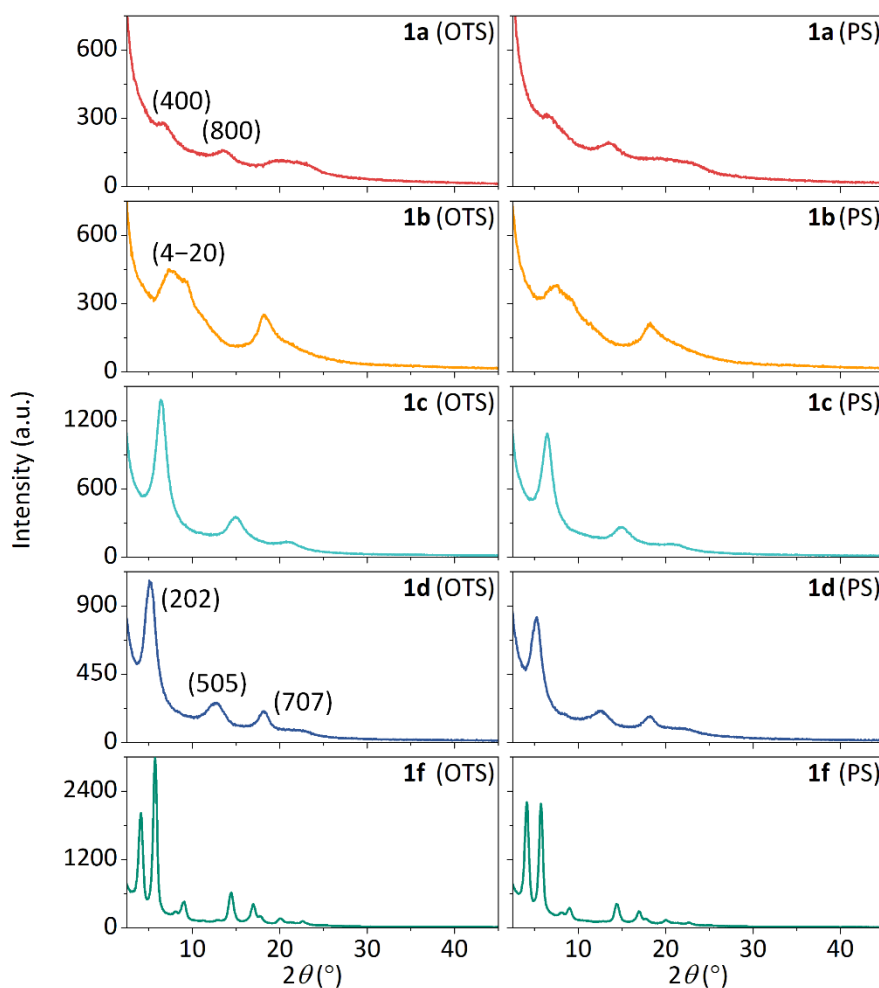 1a (OTS)
1a (PS)
600
300
0
(400)
(800)
1b (OTS)
1b (PS)
600
300
0
(4−20)
1c (OTS)
1c (PS)
1200
600
0
1d (OTS)
1d (PS)
900
450
0
(202)
(505)
(707)
1f (OTS)
1f (PS)
2400
1200
0
10 20 30 40
10 20 30 40
2θ (°)
2θ (°)
Intensity (a.u.)